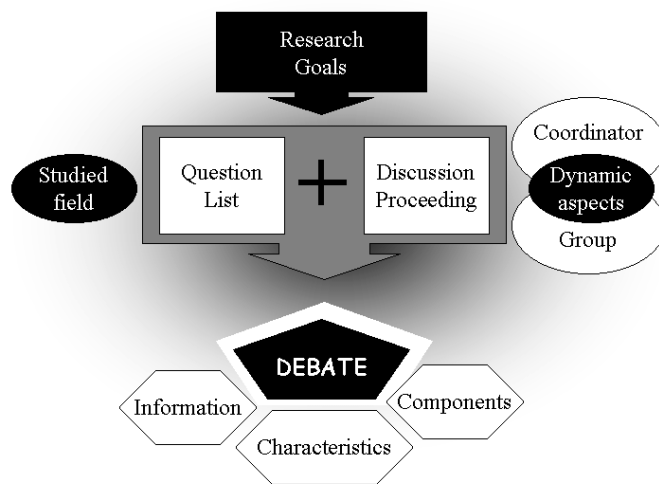 Research
Goals
Coordinator
Studied
field
Question
List
+
Discussion
Proceeding
Dynamic
aspects
Group
DEBATE
Information
Components
Characteristics